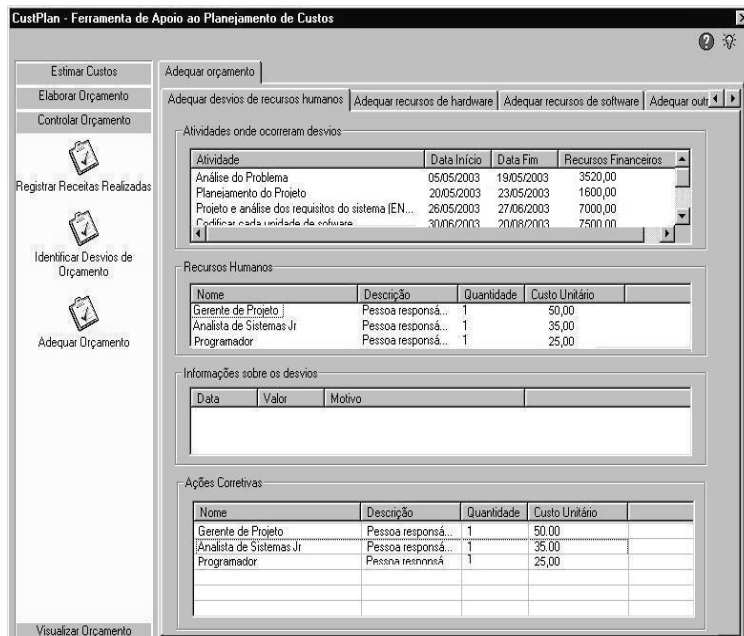 CustPlan - Ferramenta de Apoio ao Planejamento de Custos
Estimar Custos
Elaborar Orçamento
Controlar Orçamento
Registrar Receitas Realizadas
Identificar Desvios de
Orçamento
Adequar Orçamento
Visualizar Orçamento
Adequar orçamento
Adequar desvios de recursos humanos Adequar recursos de hardware Adequar recursos de software Adequar outr
Atividades onde ocorreram desvios
Atividade Data Início Data Fim Recursos Financeiros
Análise do Problema 05/05/2003 19/05/2003 3520,00
Planejamento do Projeto 20/05/2003 23/05/2003 1600,00
Projeto e análise dos requisitos do sistema (EN... 26/05/2003 27/06/2003 7000,00
Codificar cada unidade de sofware 30/06/2003 20/08/2003 7500,00
Recursos Humanos
Nome Descrição Quantidade Custo Unitário
Gerente de Projeto Pessoa responsá... 1 50,00
Analista de Sistemas Jr Pessoa responsá... 1 35,00
Programador Pessoa responsá... 1 25,00
Informações sobre os desvios
Data Valor Motivo
Ações Corretivas
Nome Descrição Quantidade Custo Unitário
Gerente de Projeto Pessoa responsá... 1 50.00
Analista de Sistemas Jr Pessoa responsá... 1 35.00
Programador Pessoa responsá 1 25,00